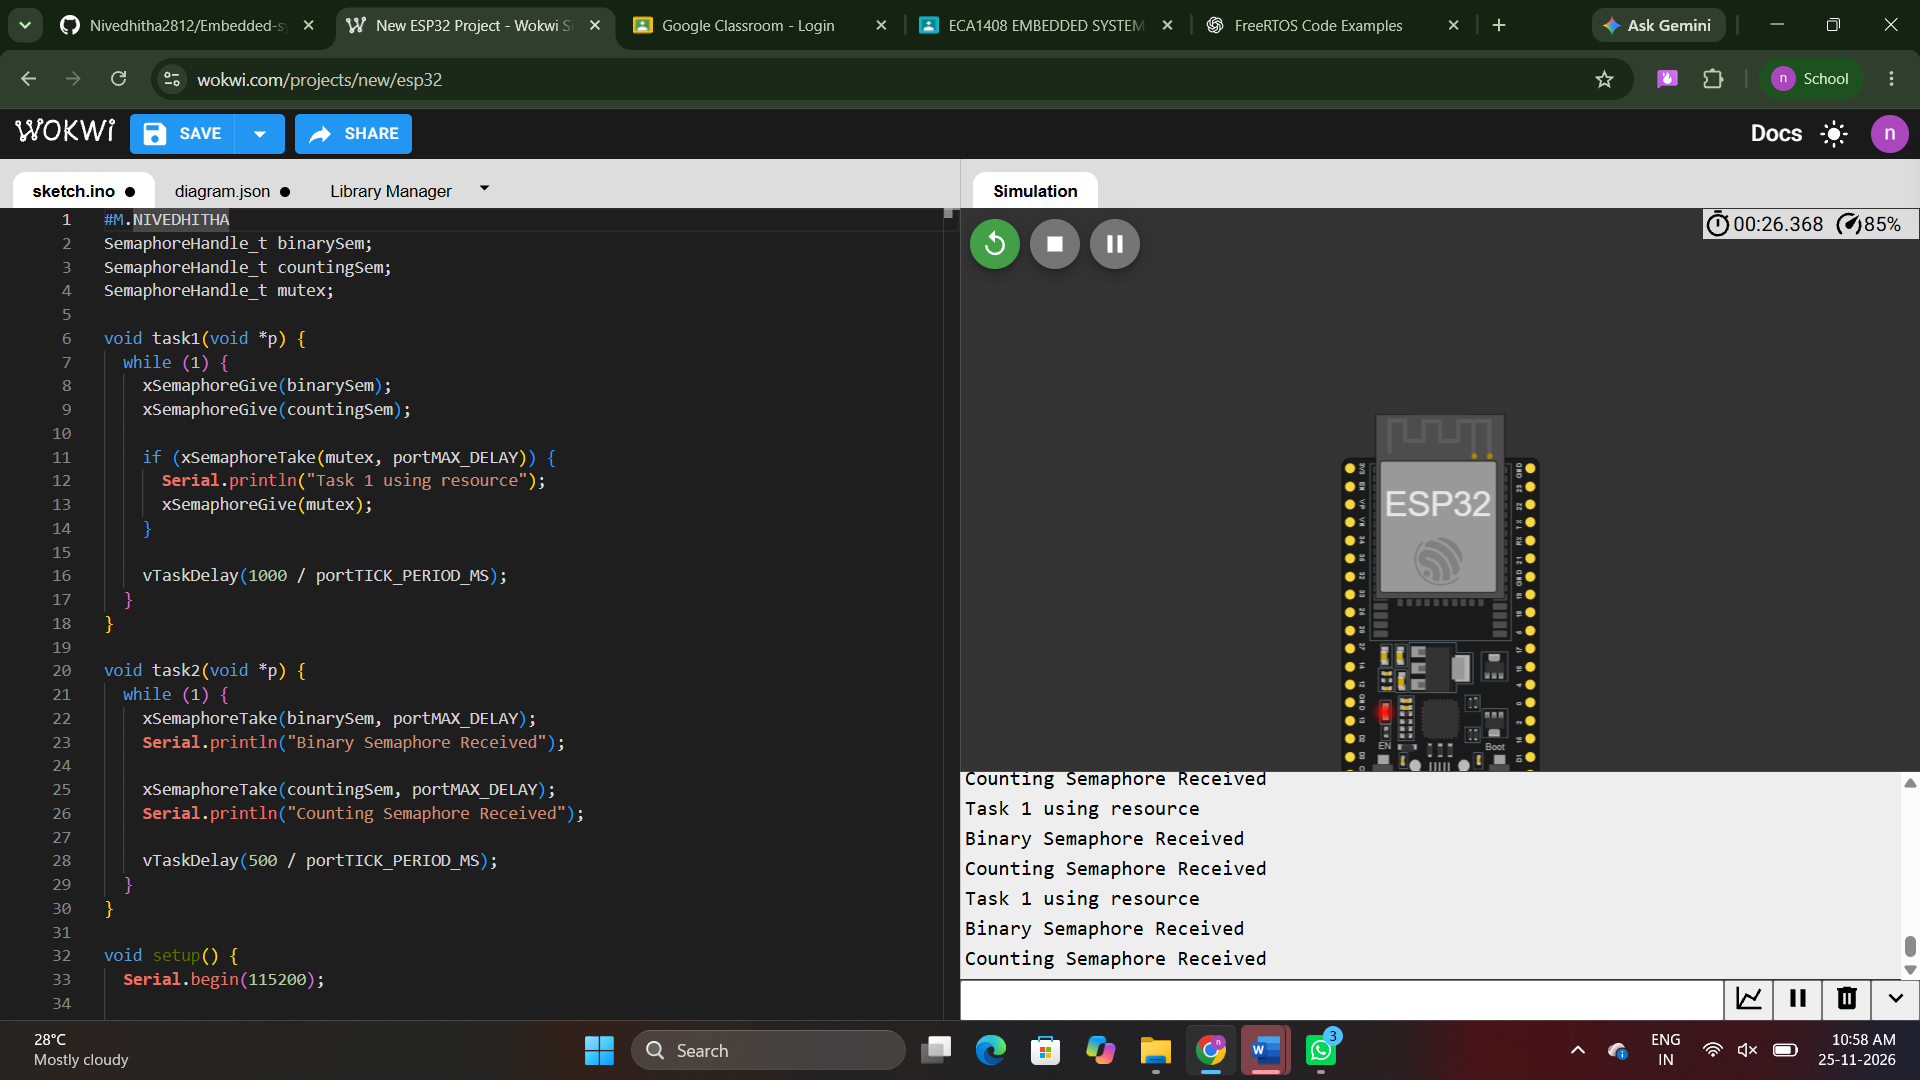 Nivedhitha2812/Embedded-sy
New ESP32 Project - Wokwi Si
Google Classroom - Login
ECA1408 EMBEDDED SYSTEM
FreeRTOS Code Examples
Ask Gemini
wokwi.com/projects/new/esp32
n School
WOKWI
SAVE
SHARE
Docs
n
sketch.ino
diagram.json
Library Manager
Simulation
1 #M.NIVEDHITHA
2 SemaphoreHandle_t binarySem;
3 SemaphoreHandle_t countingSem;
4 SemaphoreHandle_t mutex;
5
6 void task1(void *p) {
7 while (1) {
8 xSemaphoreGive(binarySem);
9 xSemaphoreGive(countingSem);
10
11 if (xSemaphoreTake(mutex, portMAX_DELAY)) {
12 Serial.println("Task 1 using resource");
13 xSemaphoreGive(mutex);
14 }
15
16 vTaskDelay(1000 / portTICK_PERIOD_MS);
17 }
18 }
19
20 void task2(void *p) {
21 while (1) {
22 xSemaphoreTake(binarySem, portMAX_DELAY);
23 Serial.println("Binary Semaphore Received");
24
25 xSemaphoreTake(countingSem, portMAX_DELAY);
26 Serial.println("Counting Semaphore Received");
27
28 vTaskDelay(500 / portTICK_PERIOD_MS);
29 }
30 }
31
32 void setup() {
33 Serial.begin(115200);
34
00:26.368 85%
ESP32
EN
Boot
Counting Semaphore Received
Task 1 using resource
Binary Semaphore Received
Counting Semaphore Received
Task 1 using resource
Binary Semaphore Received
Counting Semaphore Received
28°C
Mostly cloudy
Search
3
ENG
IN
10:58 AM
25-11-2026